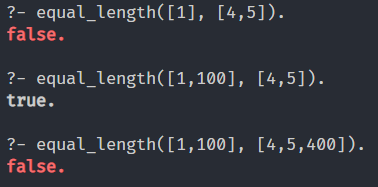 ?- equal_length([1], [4,5]).
false.
?- equal_length([1,100], [4,5]).
true.
?- equal_length([1,100], [4,5,400]).
false.